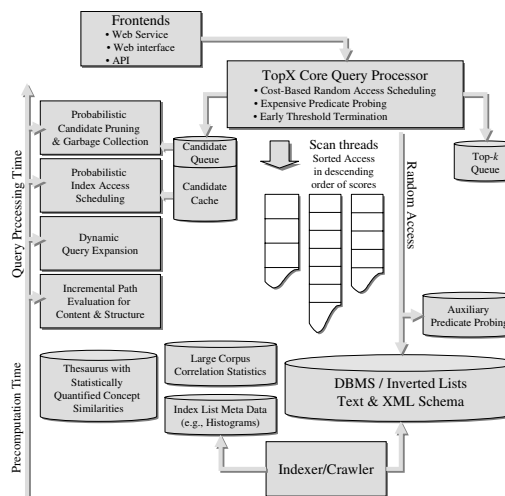 Frontends
• Web Service
• Web interface
• API
TopX Core Query Processor
• Cost-Based Random Access Scheduling
• Expensive Predicate Probing
• Early Threshold Termination
Probabilistic
Candidate Pruning
& Garbage Collection
Candidate
Queue
Candidate
Cache
Scan threads
Sorted Access
in descending
order of scores
Top-k
Queue
Probabilistic
Index Access
Scheduling
Random Access
Query Prccessing Time
Dynamic
Query Expansion
Incremental Path
Evaluation for
Content & Structure
Auxiliary
Predicate Probing
Precomputation Time
Thesaurus with
Statistically
Quantified Concept
Similarities
Large Corpus
Correlation Statistics
DBMS / Inverted Lists
Text & XML Schema
Index List Meta Data
(e.g., Histograms)
Indexer/Crawler